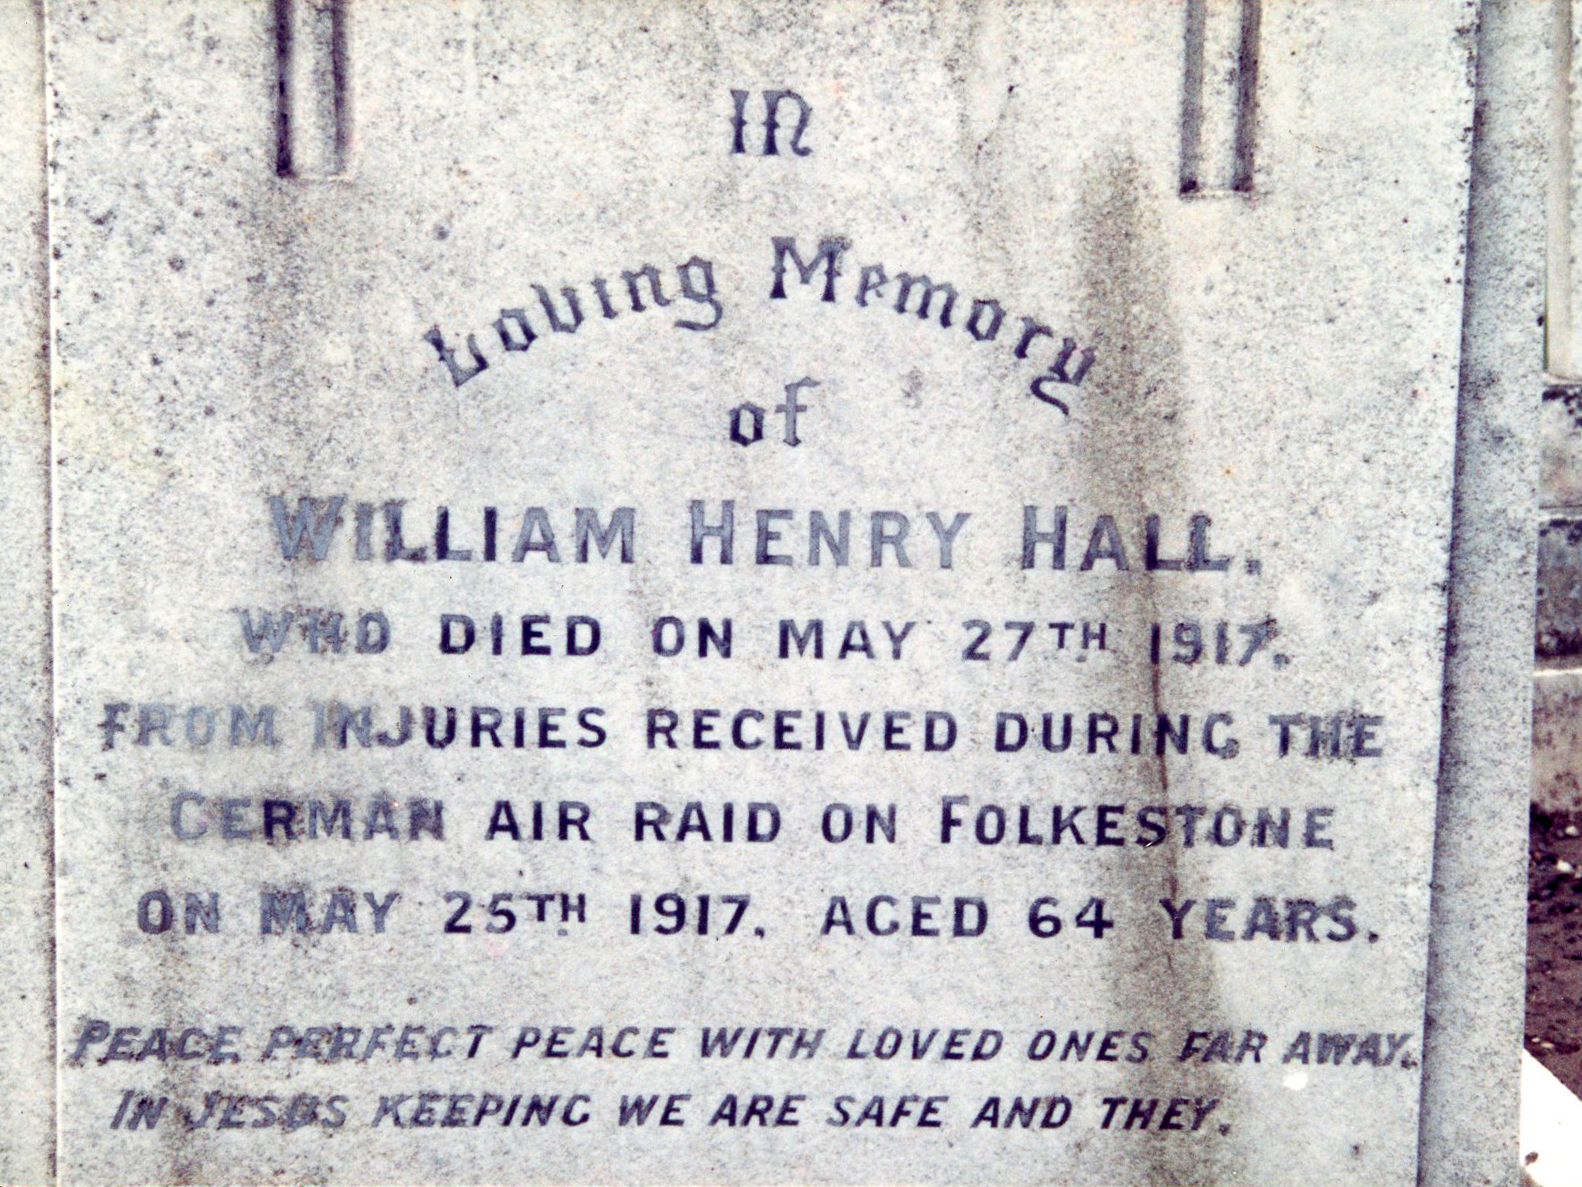 IN
Loving Memory
of
WILLIAM HENRY HALL.
WHO DIED ON MAY 27TH 1917.
FROM INJURIES RECEIVED DURING THE
GERMAN AIR RAID ON FOLKESTONE
ON MAY 25TH 1917. AGED 64 YEARS.
PEACE PERFECT PEACE WITH LOVED ONES FAR AWAY.
IN JESUS KEEPING WE ARE SAFE AND THEY.